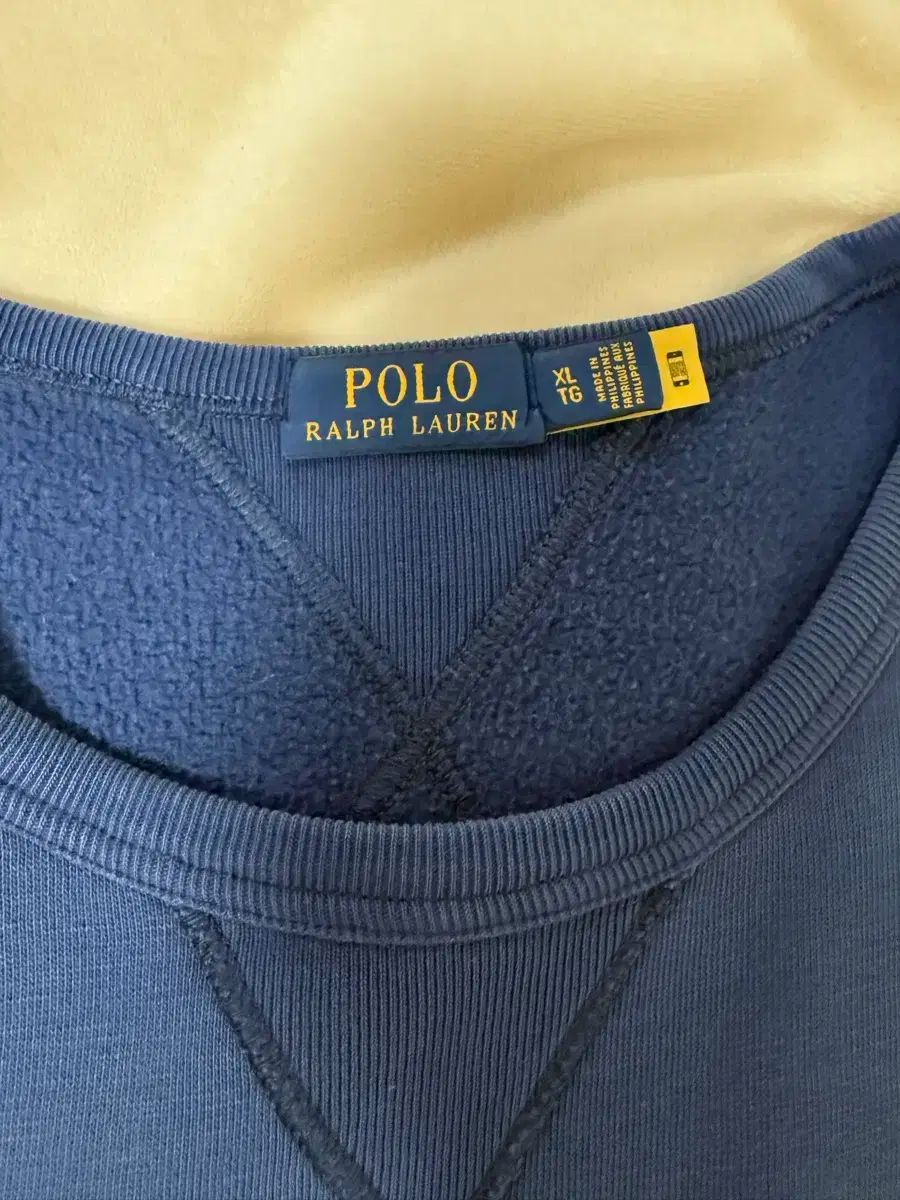 POLO
RALPH LAUREN
XL
TG
MADE IN
PHILIPPINES
FABRIQUÉ AUX
PHILIPPINES